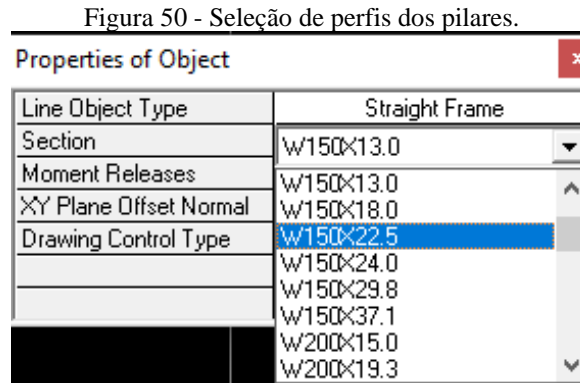 Figura 50 - Seleção de perfis dos pilares.
Properties of Object x
Line Object Type Straight Frame
Section W150X13.0
Moment Releases W150X13.0
XY Plane Offset Normal W150X18.0
Drawing Control Type W150X22.5
W150X24.0
W150X29.8
W150X37.1
W200X15.0
W200X19.3